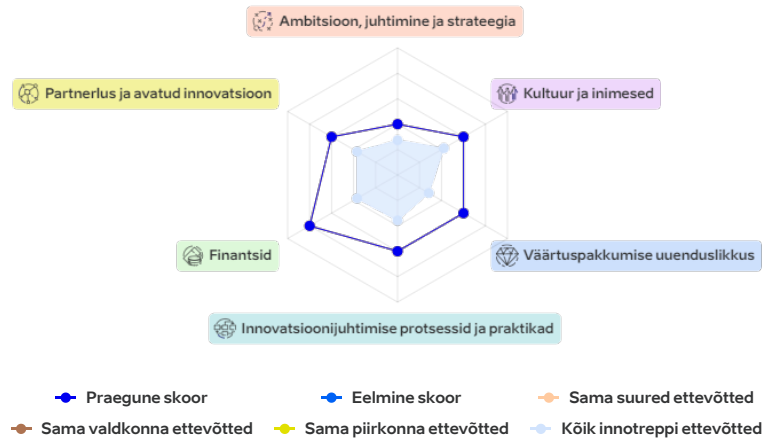 Ambitsioon, juhtimine ja strateegia
Partnerlus ja avatud innovatsioon
Kultuur ja inimesed
Finantsid
Väärtuspakkumise uuenduslikkus
Innovatsioonijuhtimise protsessid ja praktikad
Praegune skoor
Eelmine skoor
Sama suured ettevõtted
Sama valdkonna ettevõtted
Sama piirkonna ettevõtted
Kõik innotreppi ettevõtted